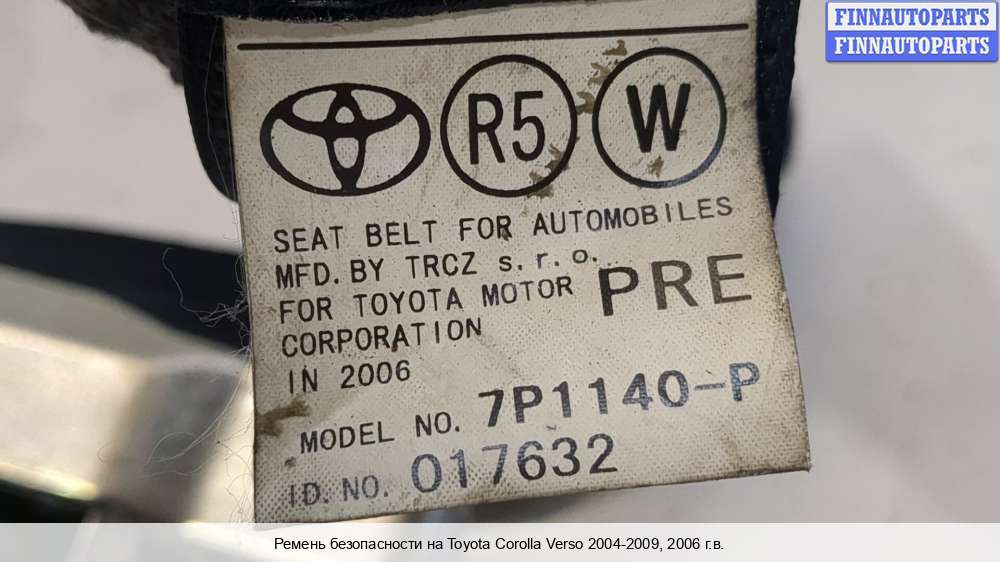 FINNAUTOPARTS
FINNAUTOPARTS
R5 W
SEAT BELT FOR AUTOMOBILES
MFD. BY TRCZ s. r. o.
FOR TOYOTA MOTOR PRE
CORPORATION
IN 2006
MODEL NO. 7P1140-P
ID. NO. 017632
Ремень безопасности на Toyota Corolla Verso 2004-2009, 2006 г.в.